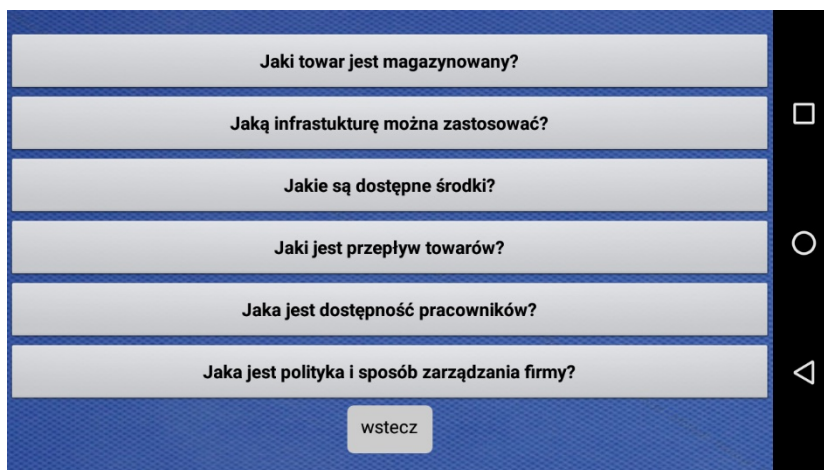 Jaki towar jest magazynowany?
Jaką infrastukturę można zastosować?
Jakie są dostępne środki?
Jaki jest przepływ towarów?
Jaka jest dostępność pracowników?
Jaka jest polityka i sposób zarządzania firmy?
wstecz